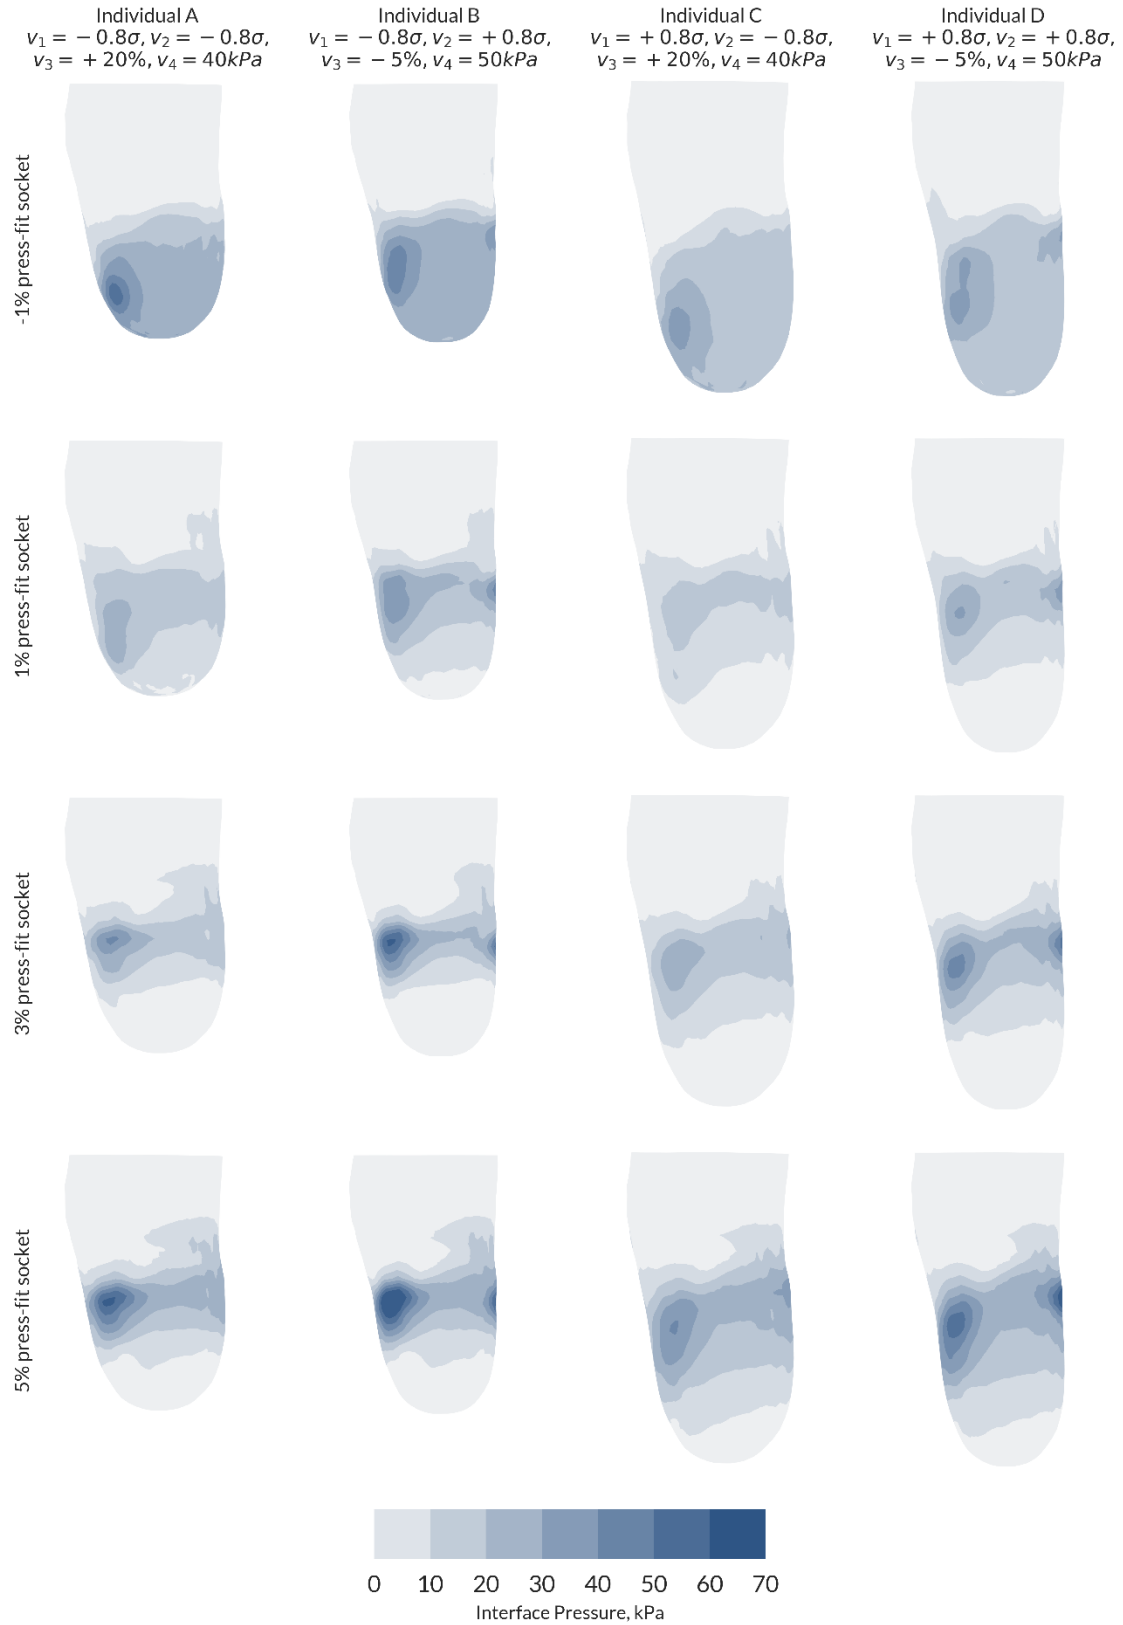 Individual A
v₁ = −0.8σ, v₂ = −0.8σ,
v₃ = +20%, v₄ = 40kPa
Individual B
v₁ = −0.8σ, v₂ = +0.8σ,
v₃ = −5%, v₄ = 50kPa
Individual C
v₁ = +0.8σ, v₂ = −0.8σ,
v₃ = +20%, v₄ = 40kPa
Individual D
v₁ = +0.8σ, v₂ = +0.8σ,
v₃ = −5%, v₄ = 50kPa
-1% press-fit socket
1% press-fit socket
3% press-fit socket
5% press-fit socket
0 10 20 30 40 50 60 70
Interface Pressure, kPa